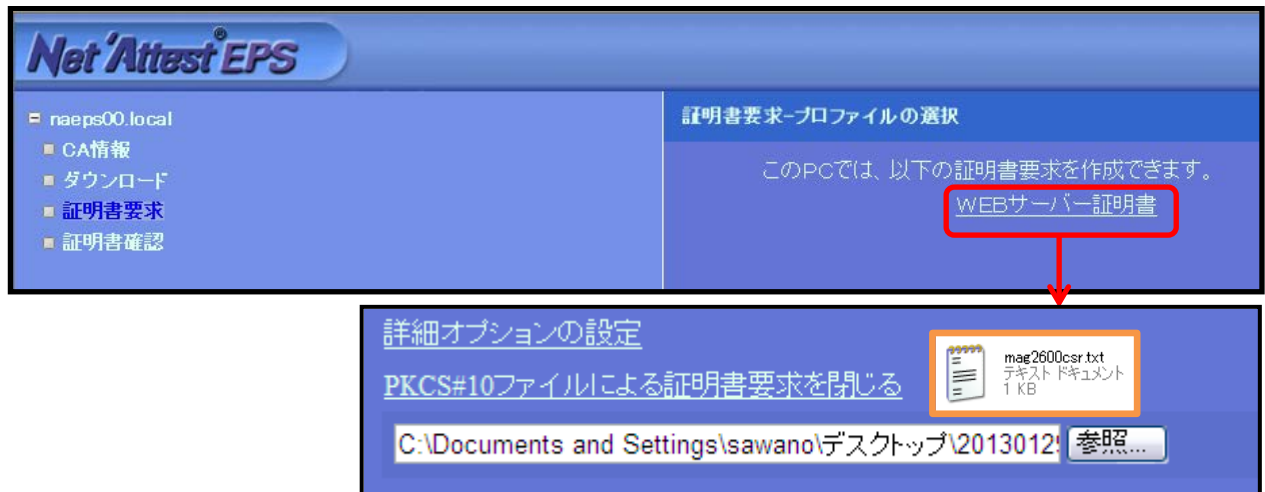 Net'Attest® EPS
naeps00.local
CA情報
ダウンロード
証明書要求
証明書確認
証明書要求-プロファイルの選択
このPCでは、以下の証明書要求を作成できます。
WEBサーバー証明書
詳細オプションの設定
PKCS#10ファイルによる証明書要求を閉じる
mag2600csr.txt
テキスト ドキュメント
1 KB
C:\Documents and Settings\sawano\デスクトップ\20130129
参照...